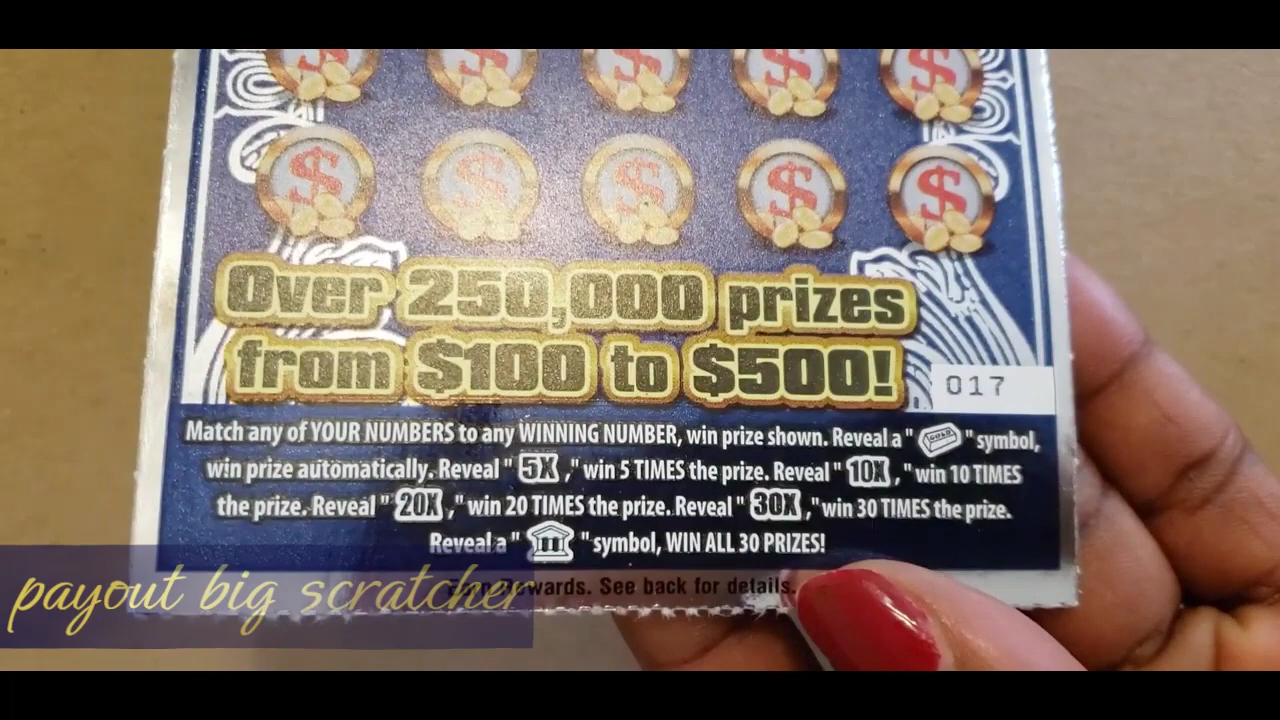 $ $ $ $ $
$ $ $ $ $
Over 250,000 prizes
from $100 to $500!
017
Match any of YOUR NUMBERS to any WINNING NUMBER, win prize shown. Reveal a "GOLD" symbol,
win prize automatically. Reveal "5X," win 5 TIMES the prize. Reveal "10X," win 10 TIMES
the prize. Reveal "20X," win 20 TIMES the prize. Reveal "30X," win 30 TIMES the prize.
Reveal a " " symbol, WIN ALL 30 PRIZES!
Rewards. See back for details.
payout big scratcher